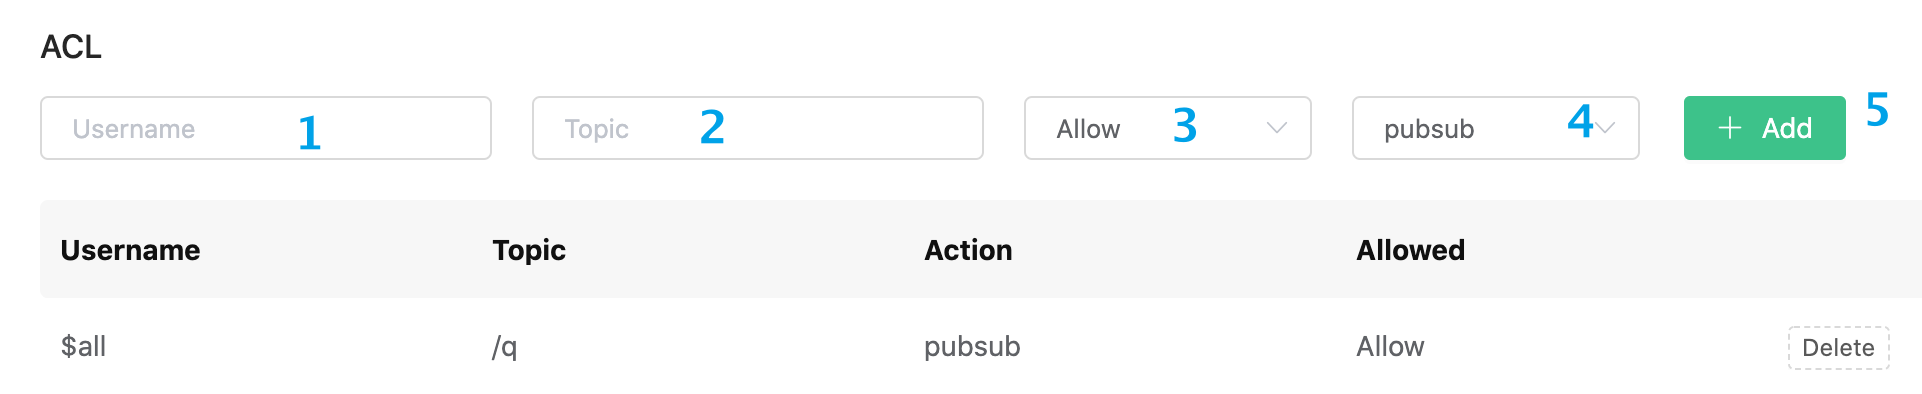 ACL
Username 1 Topic 2 Allow 3 pubsub 4 + Add 5
Username Topic Action Allowed
$all /q pubsub Allow Delete